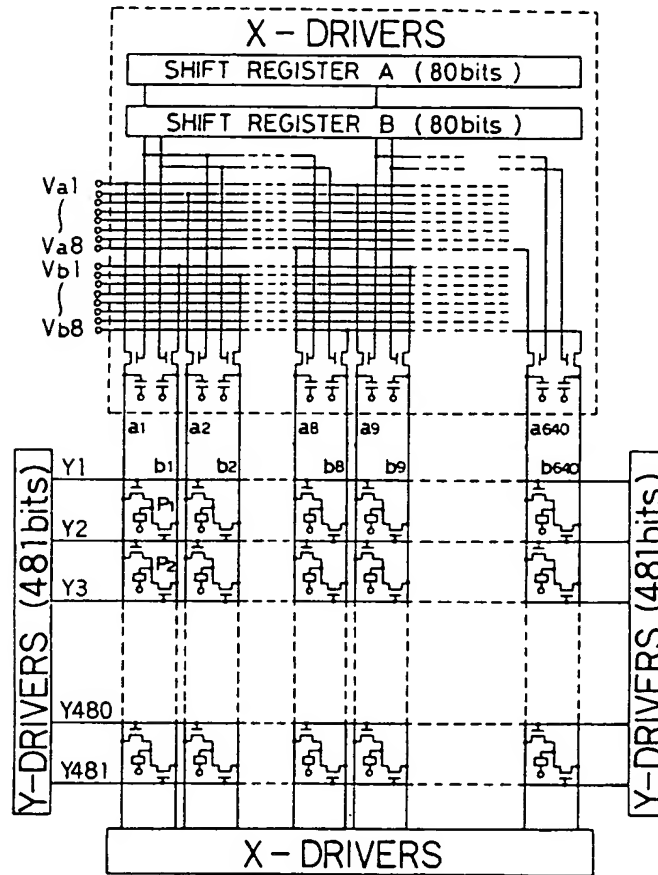 X-DRIVERS
SHIFT REGISTER A (80bits)
SHIFT REGISTER B (80bits)
Va1
Va8
Vb1
Vb8
a1 a2 a8 a9 a640
b1 b2 b8 b9 b640
Y1
P1
Y2
P2
Y3
Y480
Y481
Y-DRIVERS (481bits)
Y-DRIVERS (481bits)
X-DRIVERS